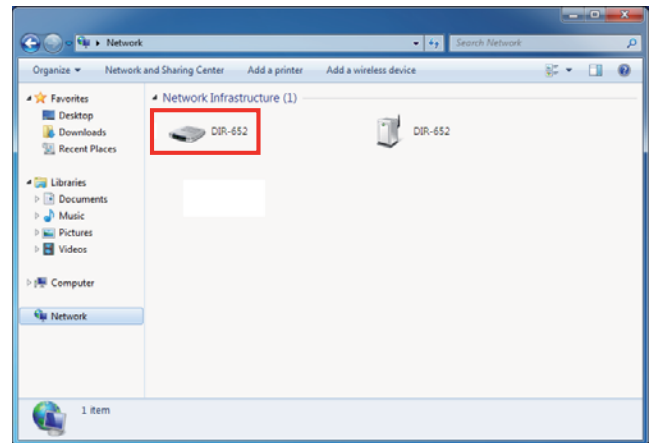 Network
Search Network
Organize
Network and Sharing Center
Add a printer
Add a wireless device
Favorites
Desktop
Downloads
Recent Places
Libraries
Documents
Music
Pictures
Videos
Computer
Network
Network Infrastructure (1)
DIR-652
DIR-652
1 item